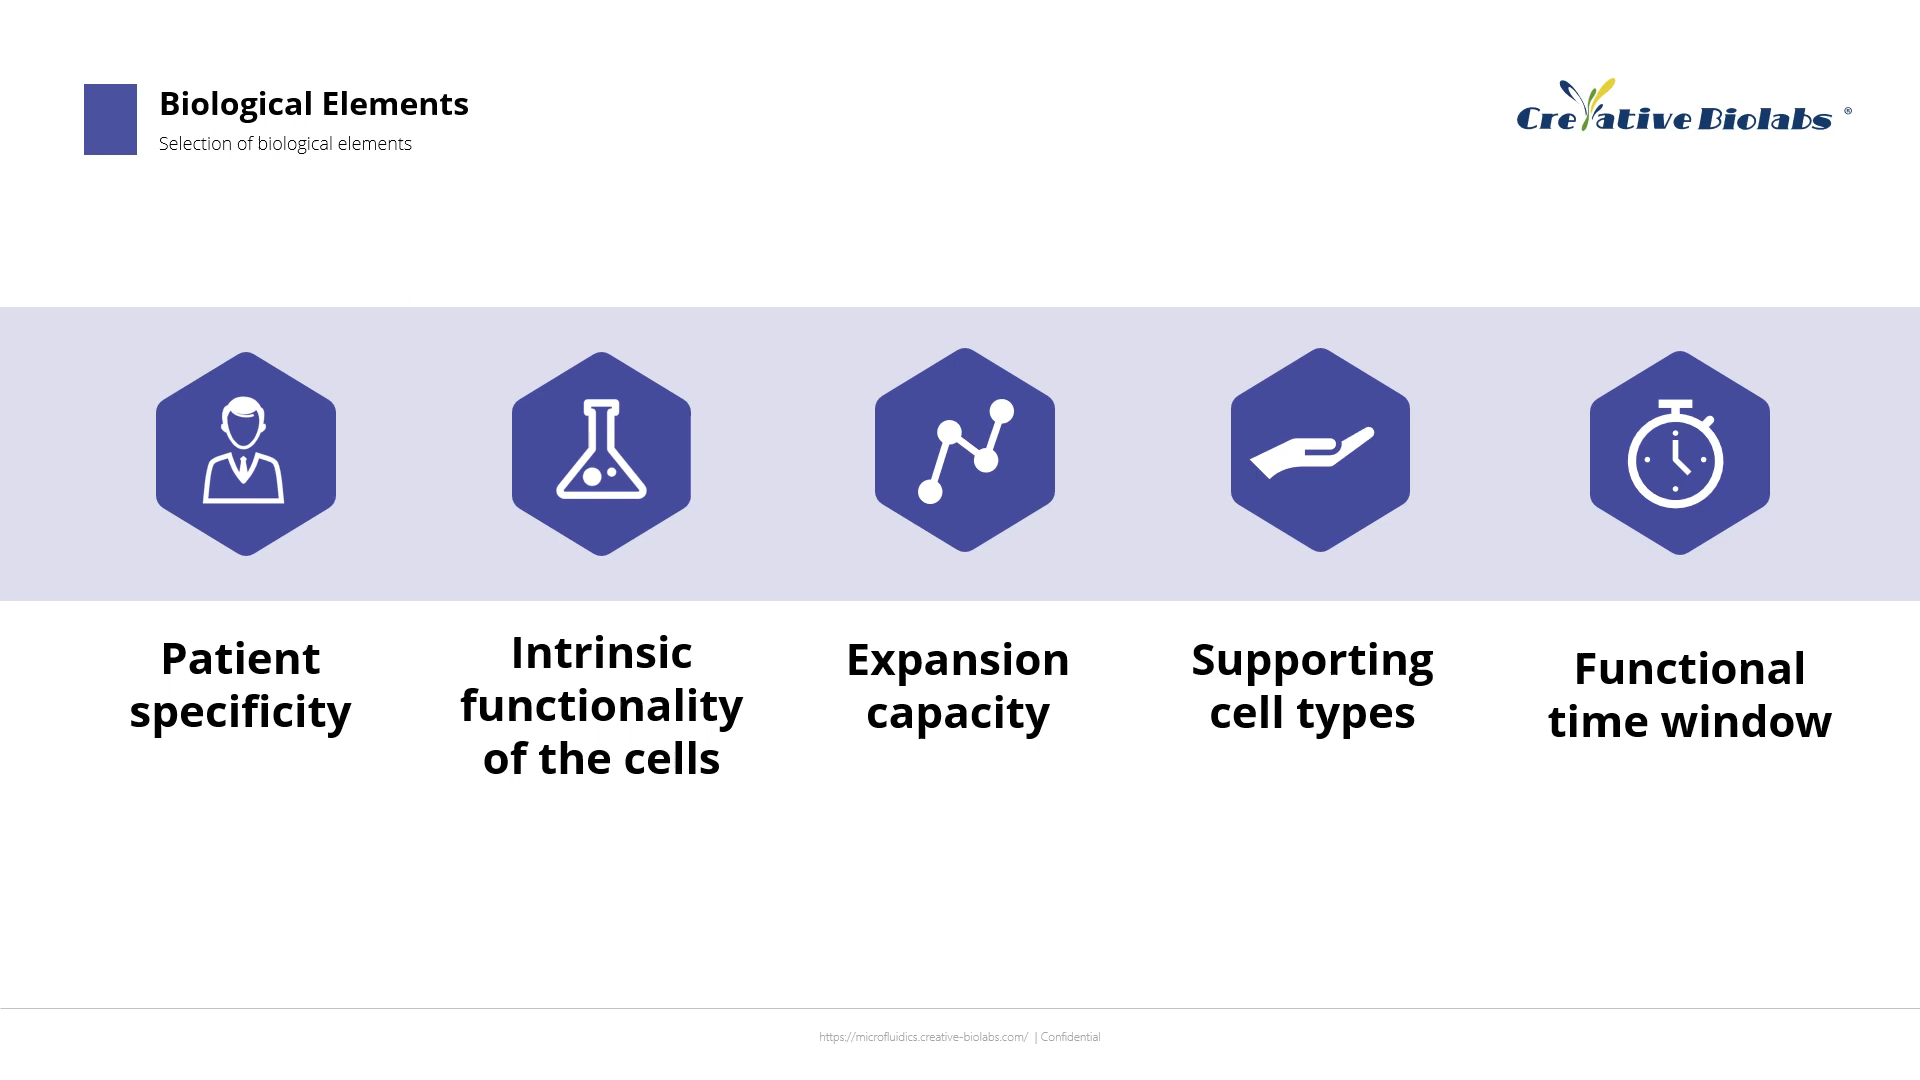 Biological Elements
Selection of biological elements
Creative Biolabs ®
Patient
specificity
Intrinsic
functionality
of the cells
Expansion
capacity
Supporting
cell types
Functional
time window
https://microfluidics.creative-biolabs.com/ | Confidential